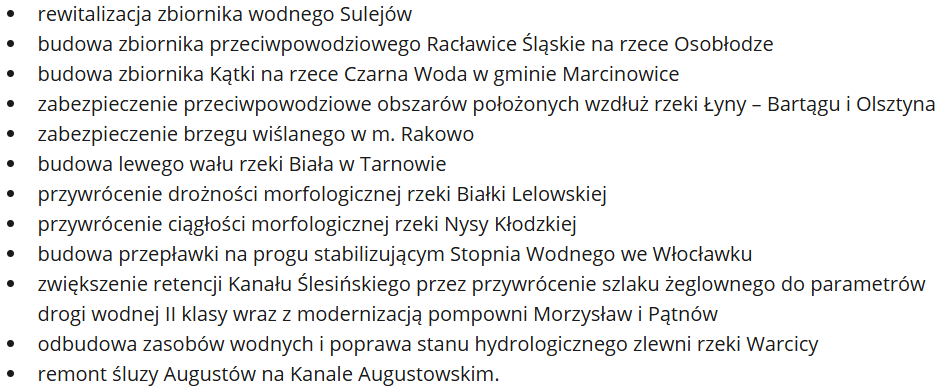 • rewitalizacja zbiornika wodnego Sulejów
• budowa zbiornika przeciwpowodziowego Racławice Śląskie na rzece Osobłodze
• budowa zbiornika Kątki na rzece Czarna Woda w gminie Marcinowice
• zabezpieczenie przeciwpowodziowe obszarów położonych wzdłuż rzeki Łyny – Bartągu i Olsztyna
• zabezpieczenie brzegu wiślanego w m. Rakowo
• budowa lewego wału rzeki Biała w Tarnowie
• przywrócenie drożności morfologicznej rzeki Białki Lelowskiej
• przywrócenie ciągłości morfologicznej rzeki Nysy Kłodzkiej
• budowa przepławki na progu stabilizującym Stopnia Wodnego we Włocławku
• zwiększenie retencji Kanału Ślesińskiego przez przywrócenie szlaku żeglownego do parametrów
drogi wodnej II klasy wraz z modernizacją pompowni Morzysław i Pątnów
• odbudowa zasobów wodnych i poprawa stanu hydrologicznego zlewni rzeki Warcicy
• remont śluzy Augustów na Kanale Augustowskim.